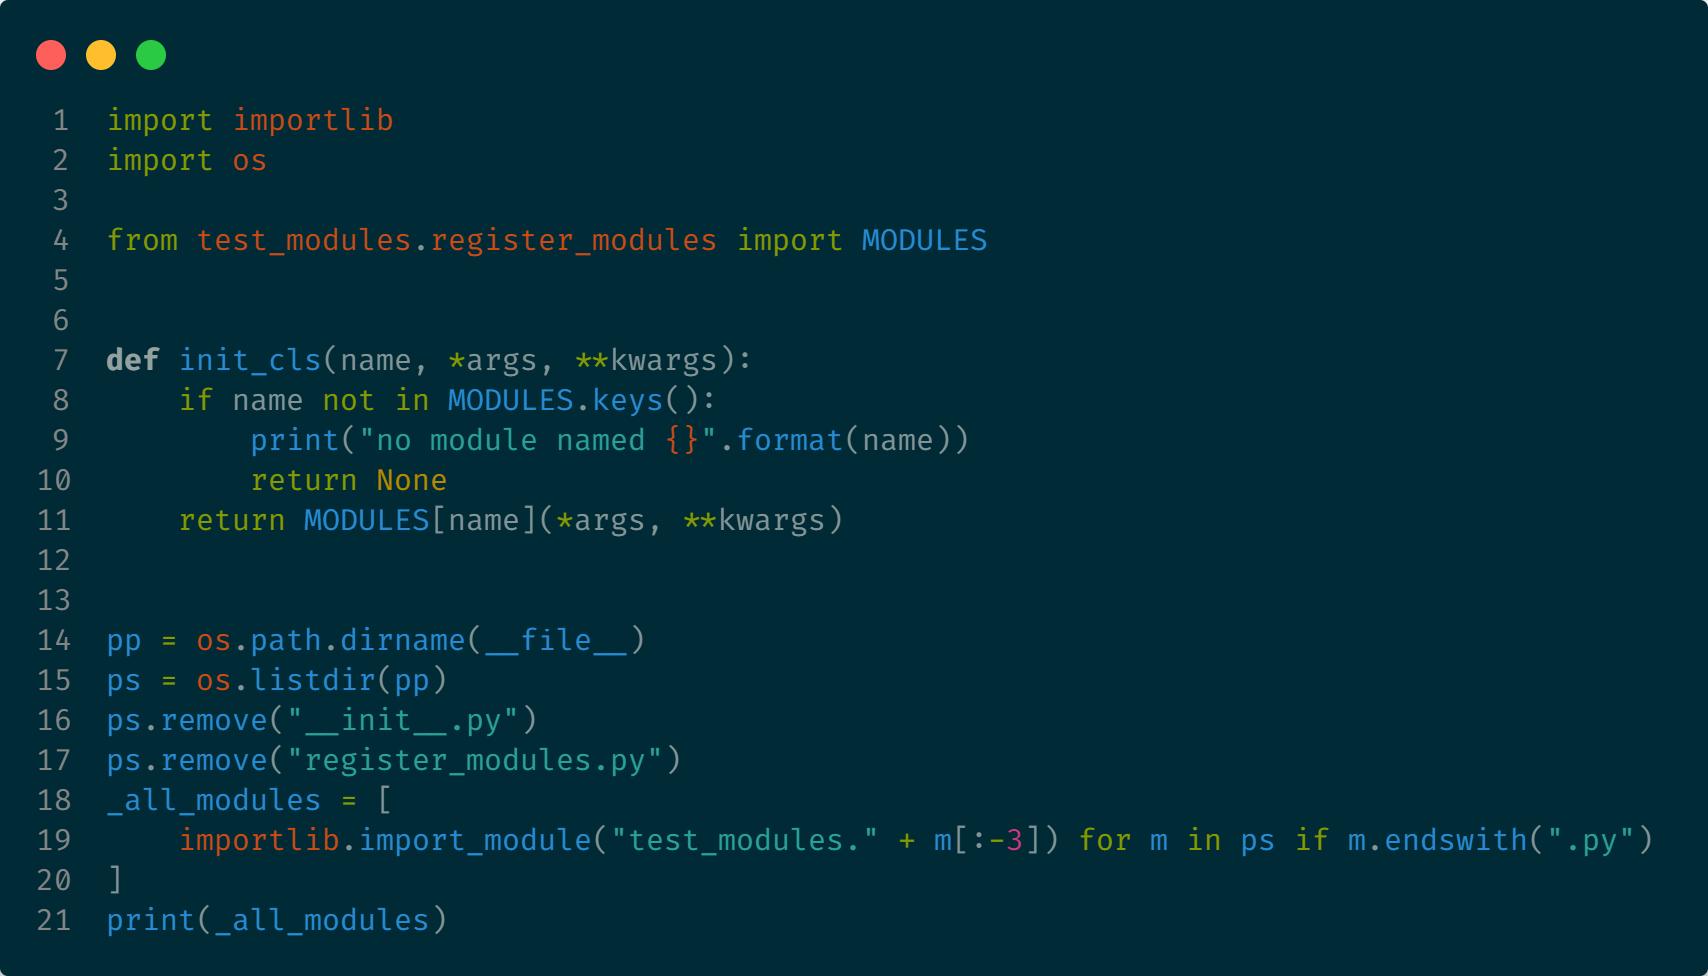 1 import importlib
2 import os
3
4 from test_modules.register_modules import MODULES
5
6
7 def init_cls(name, *args, **kwargs):
8     if name not in MODULES.keys():
9         print("no module named {}".format(name))
10         return None
11     return MODULES[name](*args, **kwargs)
12
13
14 pp = os.path.dirname(__file__)
15 ps = os.listdir(pp)
16 ps.remove("__init__.py")
17 ps.remove("register_modules.py")
18 _all_modules = [
19     importlib.import_module("test_modules." + m[:-3]) for m in ps if m.endswith(".py")
20 ]
21 print(_all_modules)